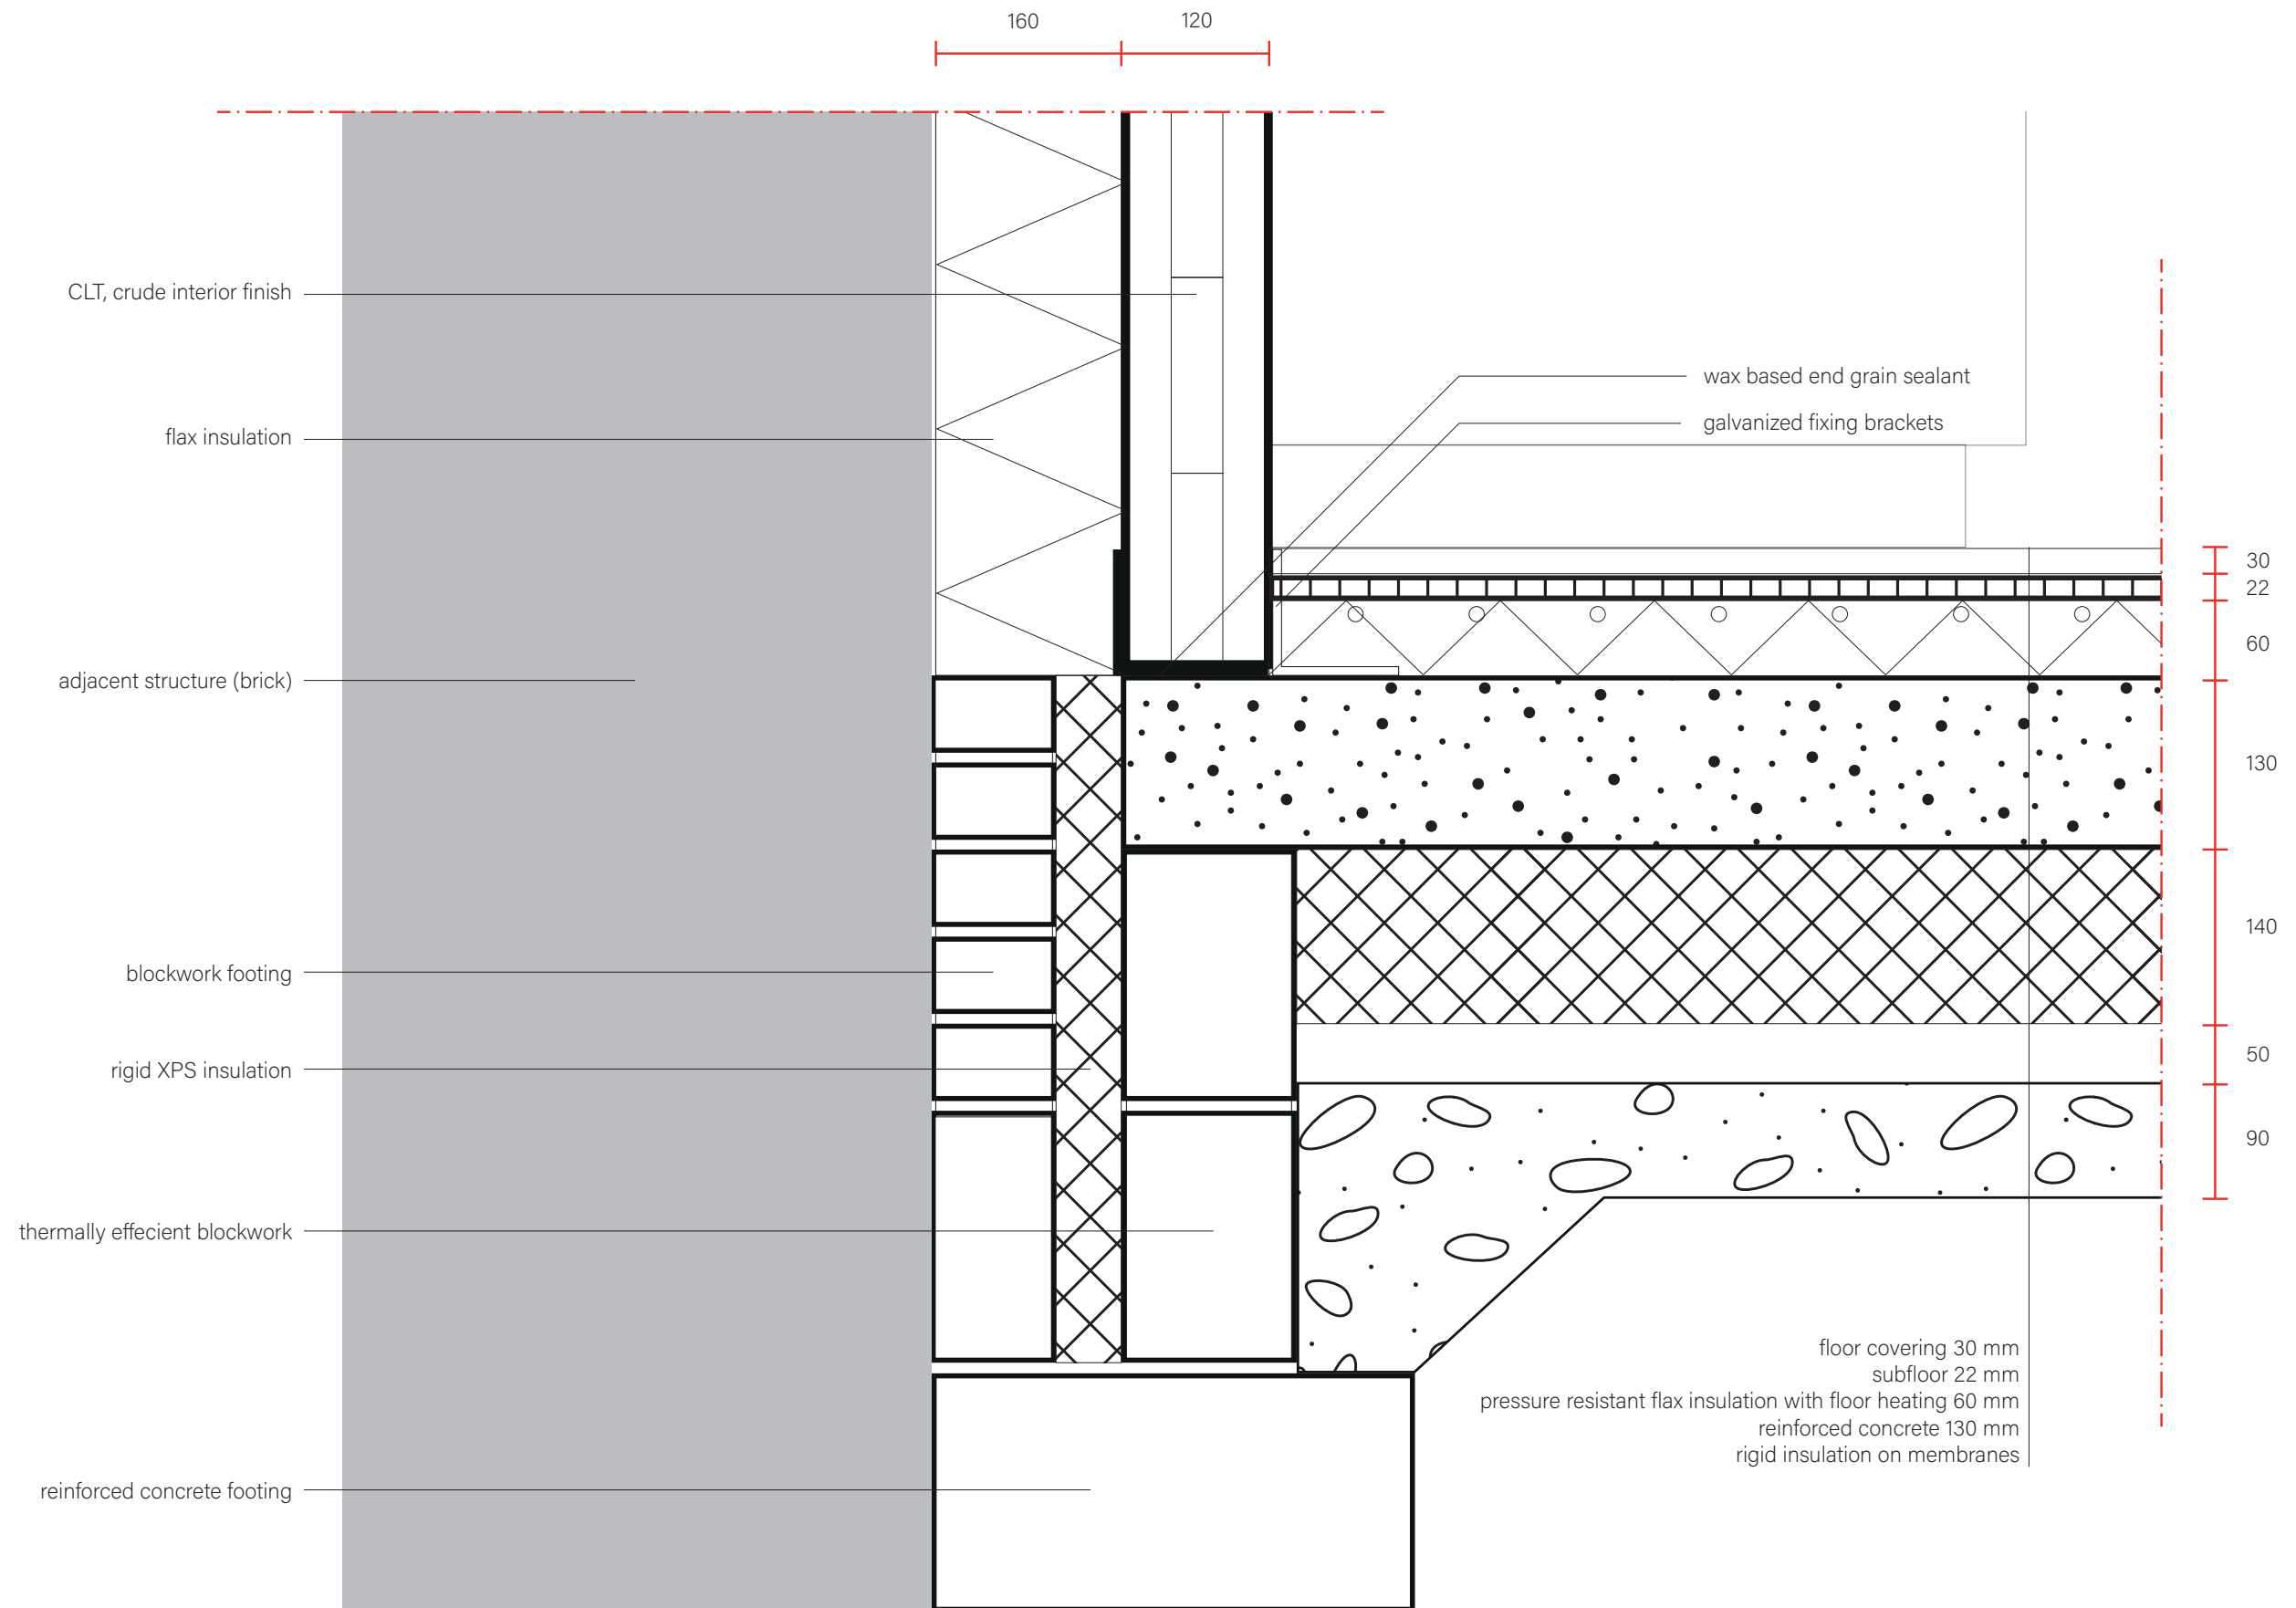 160
120
CLT, crude interior finish
wax based end grain sealant
galvanized fixing brackets
flax insulation
30
22
60
adjacent structure (brick)
130
140
blockwork footing
50
rigid XPS insulation
90
thermally effecient blockwork
floor covering 30 mm
subfloor 22 mm
pressure resistant flax insulation with floor heating 60 mm
reinforced concrete 130 mm
rigid insulation on membranes
reinforced concrete footing